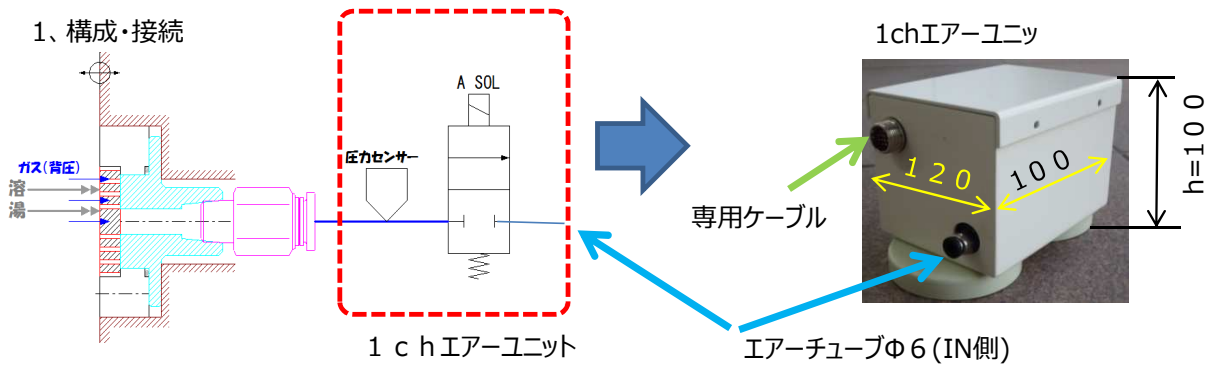 1、構成・接続
1chエアーユニッ
A SOL
圧力センサー
ガス(背圧)
溶
湯
専用ケーブル
120
100
h=100
1ｃｈエアーユニット
エアーチューブΦ6(IN側)